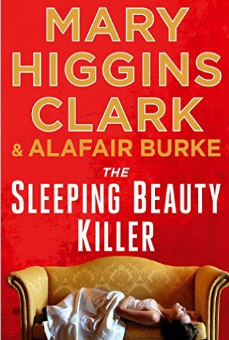 MARY
HIGGINS
CLARK
& ALAFAIR BURKE
THE
SLEEPING BEAUTY
KILLER